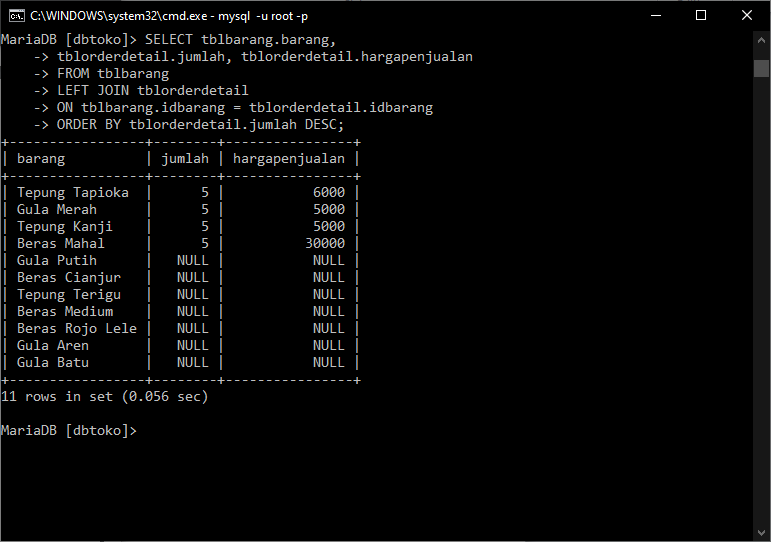 C:\WINDOWS\system32\cmd.exe - mysql  -u root -p
MariaDB [dbtoko]> SELECT tblbarang.barang,
    -> tblorderdetail.jumlah, tblorderdetail.hargapenjualan
    -> FROM tblbarang
    -> LEFT JOIN tblorderdetail
    -> ON tblbarang.idbarang = tblorderdetail.idbarang
    -> ORDER BY tblorderdetail.jumlah DESC;
+-----------------+--------+----------------+
| barang          | jumlah | hargapenjualan |
+-----------------+--------+----------------+
| Tepung Tapioka  |      5 |           6000 |
| Gula Merah      |      5 |           5000 |
| Tepung Kanji    |      5 |           5000 |
| Beras Mahal     |      5 |          30000 |
| Gula Putih      |   NULL |           NULL |
| Beras Cianjur   |   NULL |           NULL |
| Tepung Terigu   |   NULL |           NULL |
| Beras Medium    |   NULL |           NULL |
| Beras Rojo Lele |   NULL |           NULL |
| Gula Aren       |   NULL |           NULL |
| Gula Batu       |   NULL |           NULL |
+-----------------+--------+----------------+
11 rows in set (0.056 sec)
MariaDB [dbtoko]>